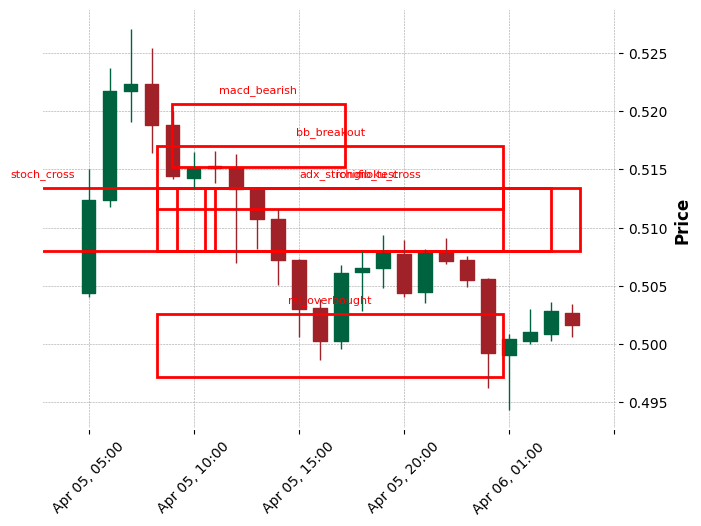 macd_bearish
bb_breakout
stoch_cross
rsi_overbought
0.525
0.520
0.515
0.510
0.505
0.500
0.495
Price
Apr 05, 05:00
Apr 05, 10:00
Apr 05, 15:00
Apr 05, 20:00
Apr 06, 01:00